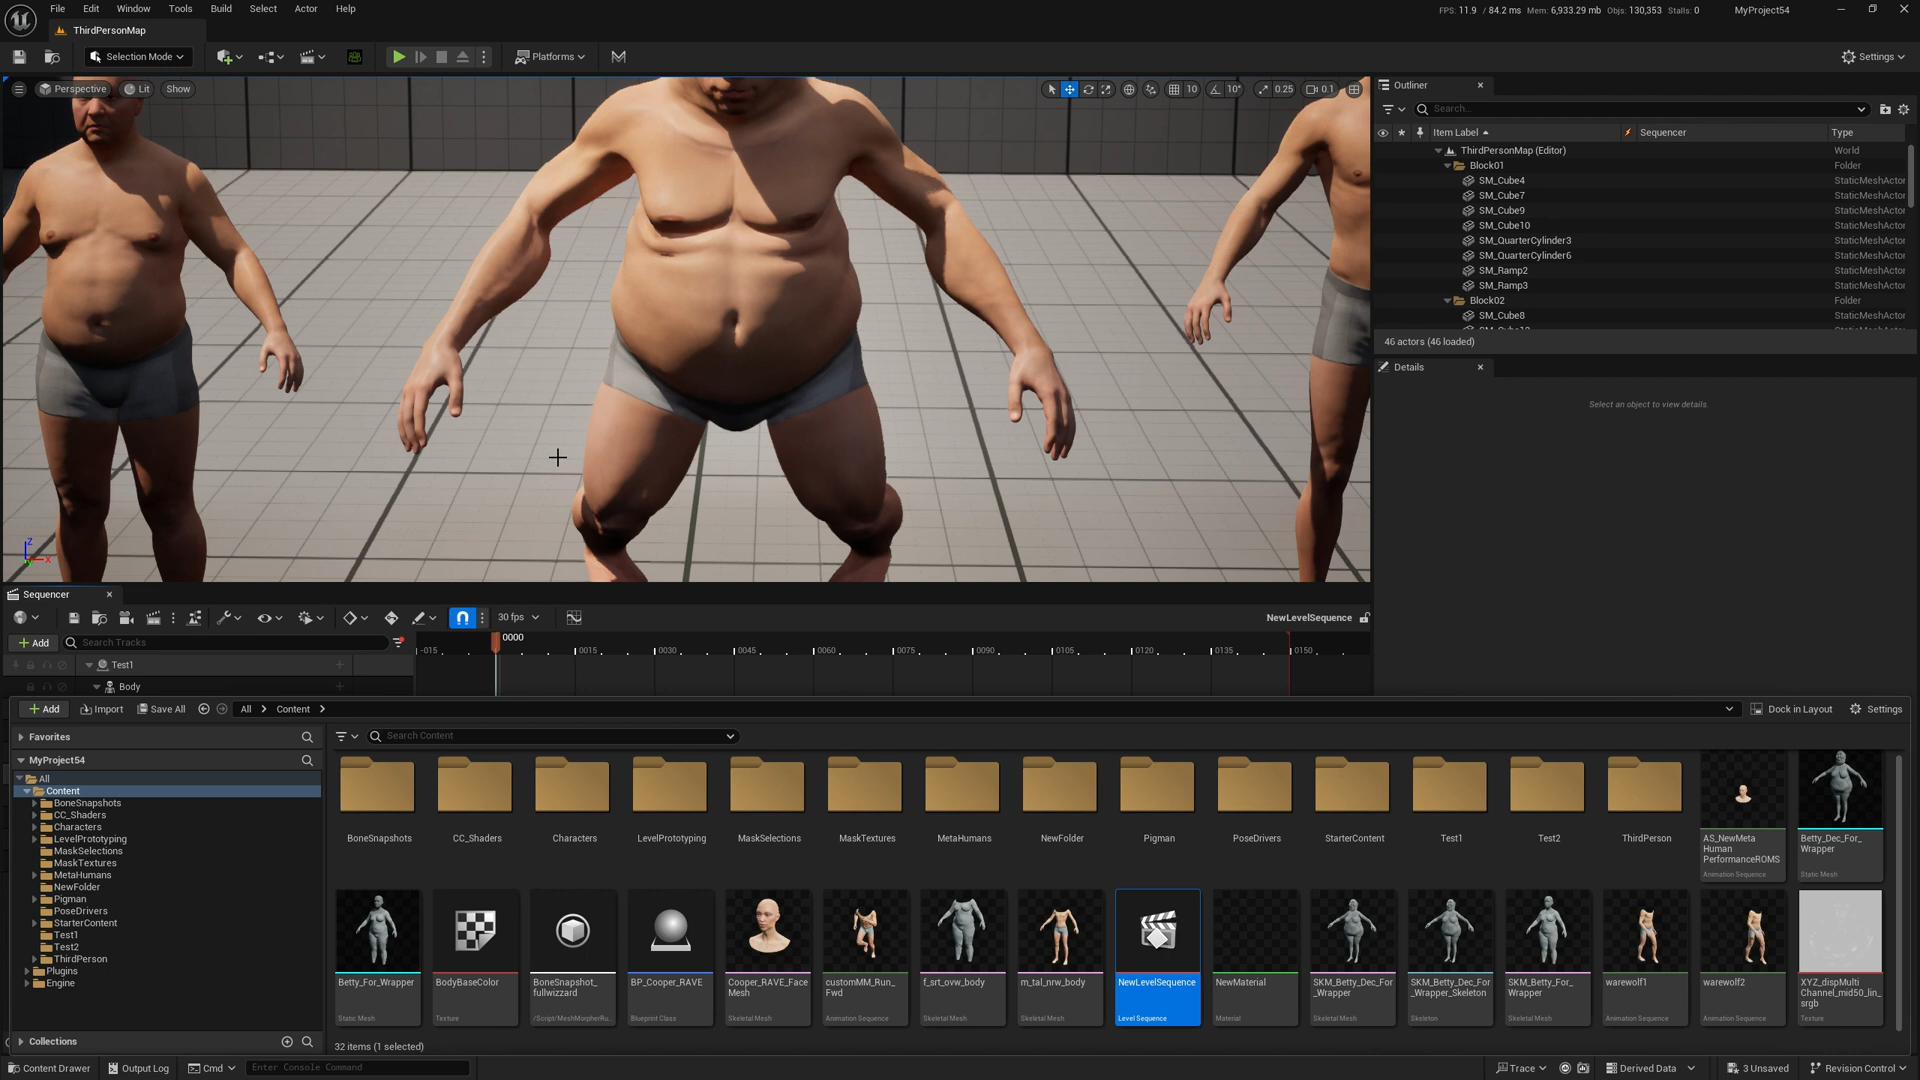 File Edit Window Tools Build Select Actor Help
FPS: 11.9 / 84.2 ms Mem: 6,933.29 mb Objs: 130,353 Stalls: 0 MyProject54
ThirdPersonMap
Selection Mode Platforms Settings
Perspective Lit Show 10 10° 0.25 0.1
Outliner
Search...
Item Label Sequencer Type
ThirdPersonMap (Editor) World
Block01 Folder
SM_Cube4 StaticMeshActor
SM_Cube7 StaticMeshActor
SM_Cube9 StaticMeshActor
SM_Cube10 StaticMeshActor
SM_QuarterCylinder3 StaticMeshActor
SM_QuarterCylinder6 StaticMeshActor
SM_Ramp2 StaticMeshActor
SM_Ramp3 StaticMeshActor
Block02 Folder
SM_Cube8 StaticMeshActor
46 actors (46 loaded)
Details
Select an object to view details.
Z
X
Sequencer
30 fps NewLevelSequence
Add Search Tracks 0000
-015 0015 0030 0045 0060 0075 0090 0105 0120 0135 0150
Test1
Body
Add Import Save All All Content Dock in Layout Settings
Favorites
Search Content
MyProject54
All
Content
BoneSnapshots
CC_Shaders
Characters
LevelPrototyping
MaskSelections
MaskTextures
MetaHumans
NewFolder
Pigman
PoseDrivers
StarterContent
Test1
Test2
ThirdPerson
Plugins
Engine
Collections
BoneSnapshots CC_Shaders Characters LevelPrototyping MaskSelections MaskTextures MetaHumans NewFolder Pigman PoseDrivers StarterContent Test1 Test2 ThirdPerson
AS_NewMeta
Human
PerformanceROMS
Animation Sequence
Betty_Dec_For_
Wrapper
Static Mesh
Betty_For_Wrapper
Static Mesh
BodyBaseColor
Texture
BoneSnapshot_
fullwizzard
/Script/MeshMorpherRu...
BP_Cooper_RAVE
Blueprint Class
Cooper_RAVE_Face
Mesh
Skeletal Mesh
customMM_Run_
Fwd
Animation Sequence
f_srt_ovw_body
Skeletal Mesh
m_tal_nrw_body
Skeletal Mesh
NewLevelSequence
Level Sequence
NewMaterial
Material
SKM_Betty_Dec_For
_Wrapper
Skeletal Mesh
SKM_Betty_Dec_For
_Wrapper_Skeleton
Skeleton
SKM_Betty_For_
Wrapper
Skeletal Mesh
warewolf1
Animation Sequence
warewolf2
Animation Sequence
XYZ_dispMulti
Channel_mid50_lin_
srgb
Texture
32 items (1 selected)
Content Drawer Output Log Cmd Enter Console Command Trace Derived Data 3 Unsaved Revision Control